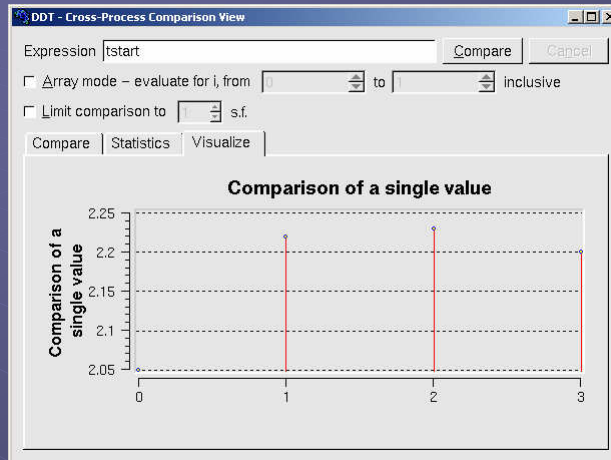 DDT - Cross-Process Comparison View
Expression tstart Compare Cancel
Array mode – evaluate for i, from 0 to 1 inclusive
Limit comparison to 1 s.f.
Compare Statistics Visualize
Comparison of a single value
Comparison of a
single value
2.25
2.2
2.15
2.1
2.05
0 1 2 3